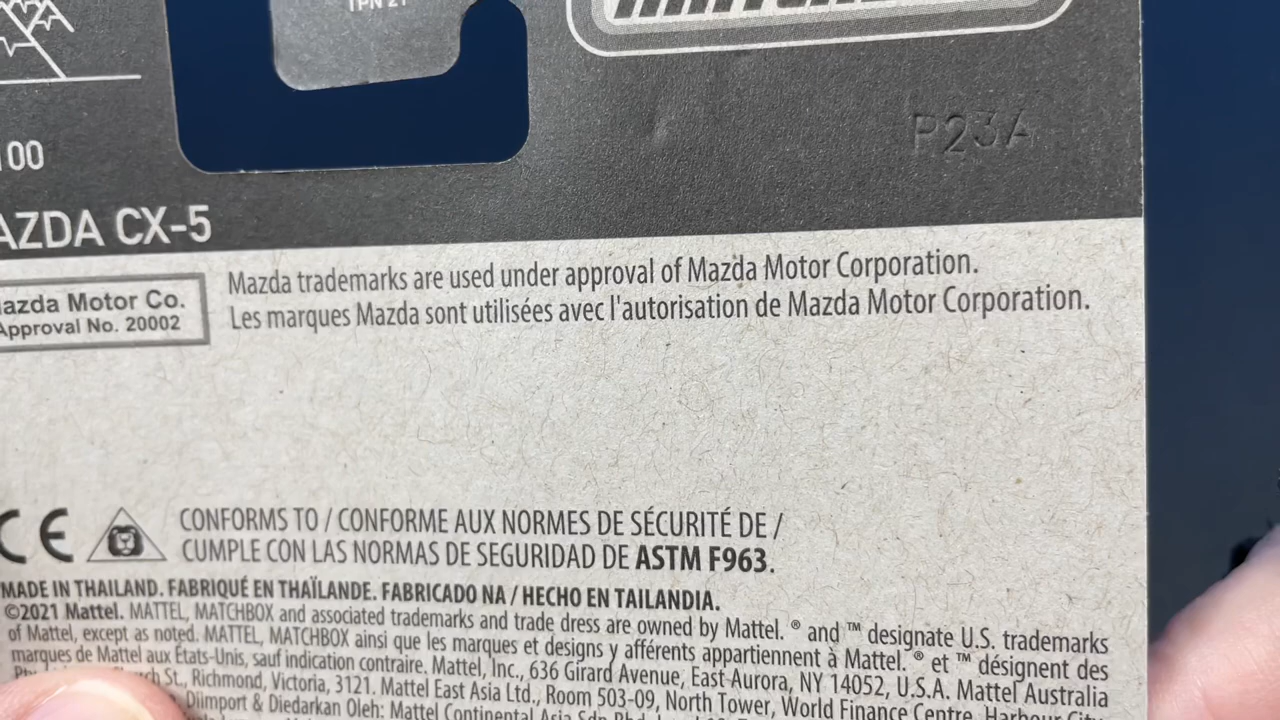 TPN 21
P23A
100
AZDA CX-5
azda Motor Co.
Approval No. 20002
Mazda trademarks are used under approval of Mazda Motor Corporation.
Les marques Mazda sont utilisées avec l'autorisation de Mazda Motor Corporation.
CE
CONFORMS TO / CONFORME AUX NORMES DE SÉCURITÉ DE /
CUMPLE CON LAS NORMAS DE SEGURIDAD DE ASTM F963.
MADE IN THAILAND. FABRIQUÉ EN THAÏLANDE. FABRICADO NA / HECHO EN TAILANDIA.
©2021 Mattel. MATTEL, MATCHBOX and associated trademarks and trade dress are owned by Mattel. ® and ™ designate U.S. trademarks
of Mattel, except as noted. MATTEL, MATCHBOX ainsi que les marques et designs y afférents appartiennent à Mattel. ® et ™ désignent des
marques de Mattel aux États-Unis, sauf indication contraire. Mattel, Inc., 636 Girard Avenue, East Aurora, NY 14052, U.S.A. Mattel Australia
St., Richmond, Victoria, 3121. Mattel East Asia Ltd., Room 503-09, North Tower, World Finance Centre, Harbour City,
Diimport & Diedarkan Oleh: Mattel Continental Asia Sdn